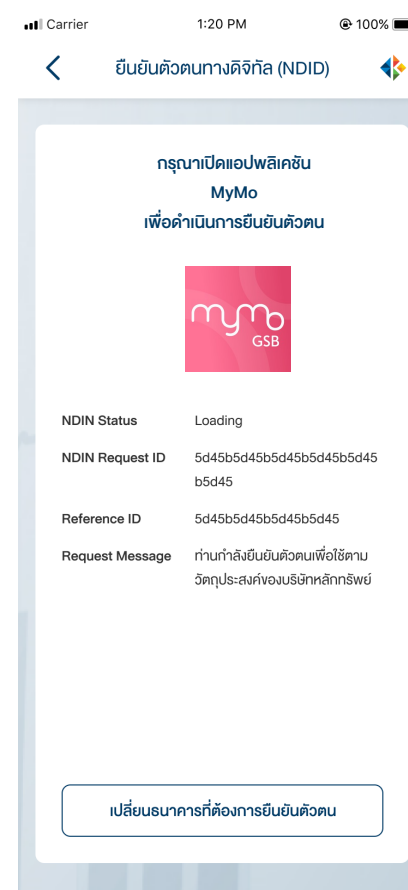 Carrier 1:20 PM 100%
ยืนยันตัวตนทางดิจิทัล (NDID)
กรุณาเปิดแอปพลิเคชัน
MyMo
เพื่อดำเนินการยืนยันตัวตน
mymo
GSB
NDIN Status Loading
NDIN Request ID 5d45b5d45b5d45b5d45b5d45
b5d45
Reference ID 5d45b5d45b5d45b5d45
Request Message ท่านกำลังยืนยันตัวตนเพื่อใช้ตาม
วัตถุประสงค์ของบริษัทหลักทรัพย์
เปลี่ยนธนาคารที่ต้องการยืนยันตัวตน